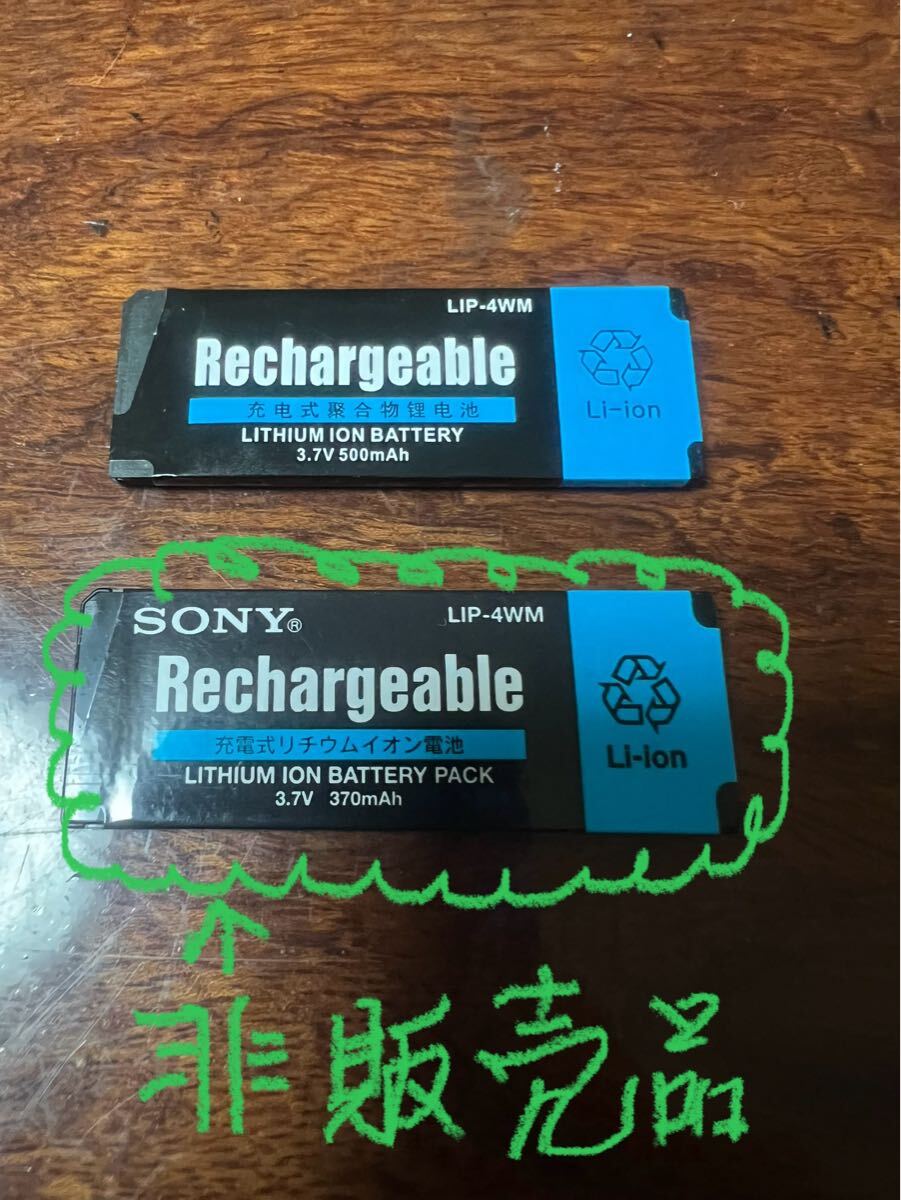 LIP-4WM
Rechargeable
充电式聚合物锂电池
LITHIUM ION BATTERY
3.7V 500mAh
Li-ion
SONY®
LIP-4WM
Rechargeable
充電式リチウムイオン電池
LITHIUM ION BATTERY PACK
3.7V 370mAh
Li-ion
↑
非販売品